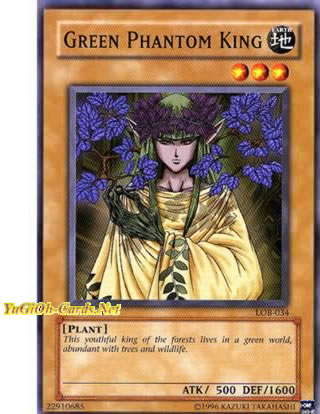 GREEN PHANTOM KING
EARTH
地
YuGiOh-Cards.Net
LOB-034
[PLANT]
This youthful king of the forests lives in a green world,
abundant with trees and wildlife.
ATK/ 500 DEF/1600
22910685
©1996 KAZUKI TAKAHASHI